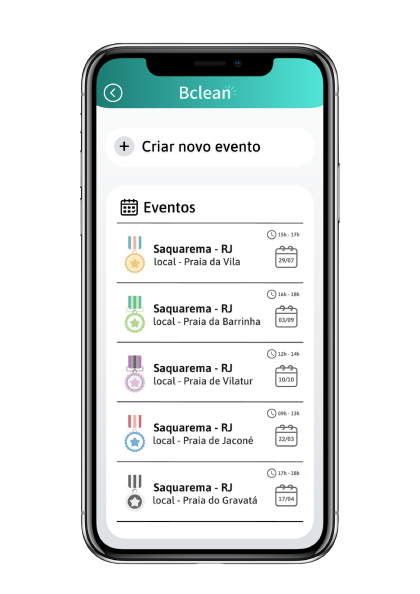 Bclean
+ Criar novo evento
Eventos
15h - 17h
Saquarema - RJ
local - Praia da Vila
29/07
16h - 18h
Saquarema - RJ
local - Praia da Barrinha
03/09
12h - 14h
Saquarema - RJ
local - Praia de Vilatur
10/10
09h - 13h
Saquarema - RJ
local - Praia de Jaconé
22/03
17h - 18h
Saquarema - RJ
local - Praia do Gravatá
17/04